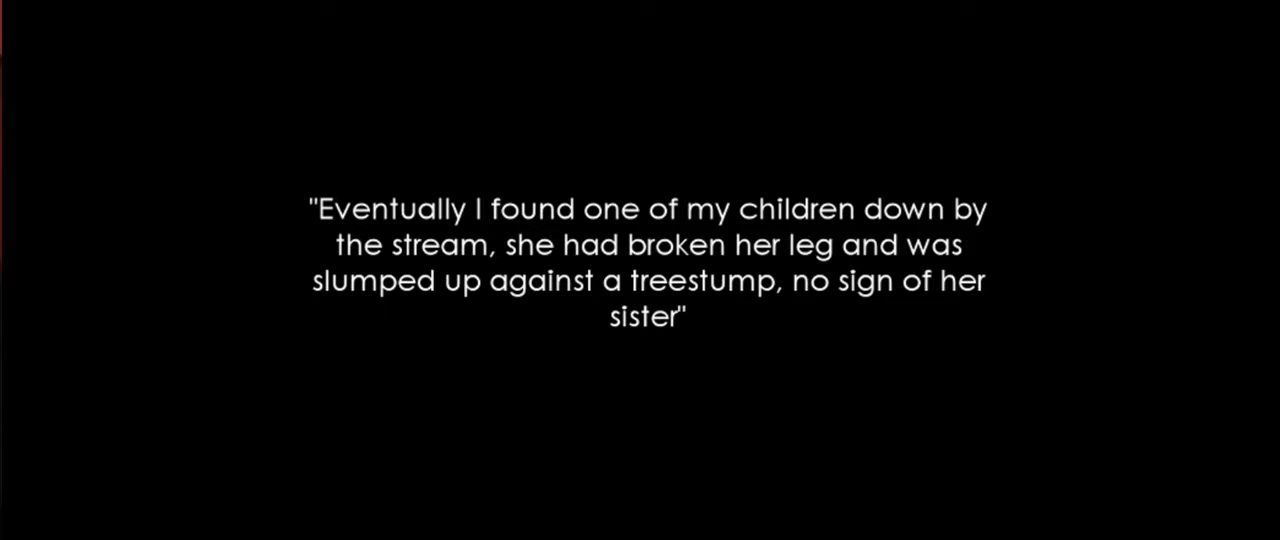 "Eventually I found one of my children down by
the stream, she had broken her leg and was
slumped up against a treestump, no sign of her
sister"